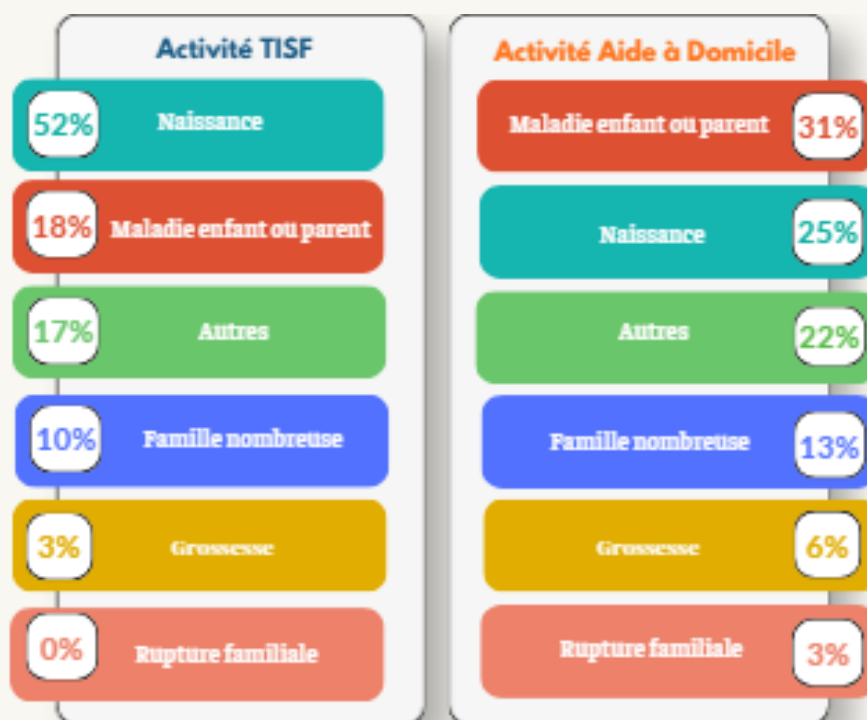 Activité TISF
52% Naissance
18% Maladie enfant ou parent
17% Autres
10% Famille nombreuse
3% Grossesse
0% Rupture familiale
Activité Aide à Domicile
Maladie enfant ou parent 31%
Naissance 25%
Autres 22%
Famille nombreuse 13%
Grossesse 6%
Rupture familiale 3%